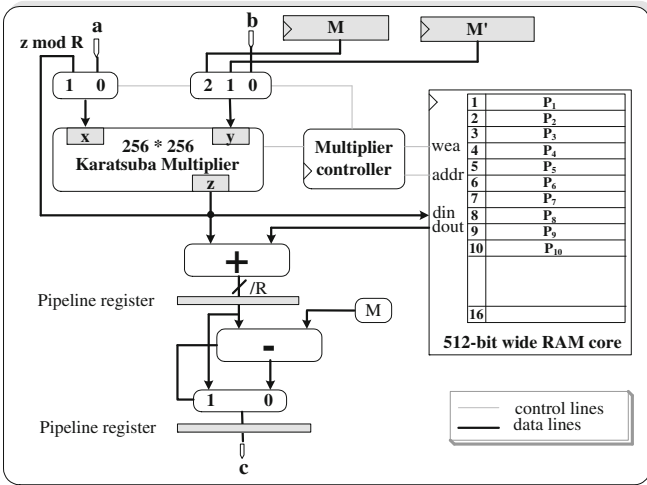 a
b
M
M'
z mod R
1 0
2 1 0
x
y
256 * 256
Karatsuba Multiplier
z
Multiplier
controller
wea
addr
din
dout
1 P₁
2 P₂
3 P₃
4 P₄
5 P₅
6 P₆
7 P₇
8 P₈
9 P₉
10 P₁₀
16
512-bit wide RAM core
+
/R
Pipeline register
M
-
1 0
Pipeline register
c
control lines
data lines